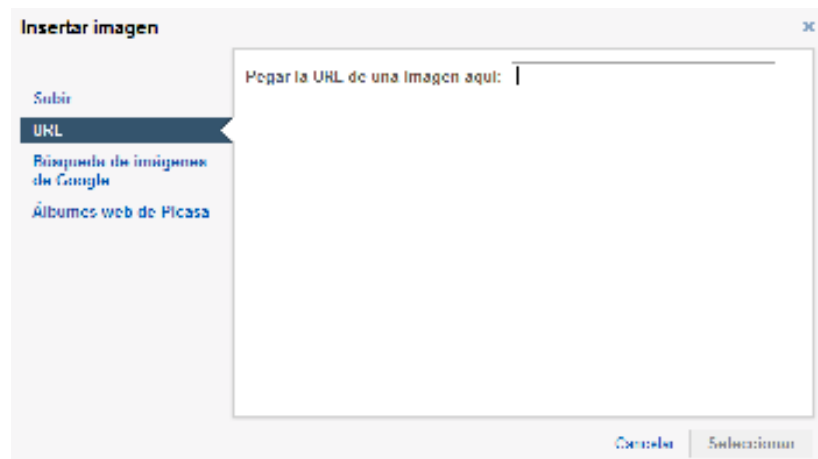 Insertar imagen
Pegar la URL de una imagen aquí:
Subir
URL
Búsqueda de imágenes
de Google
Álbumes web de Picasa
Cancelar Seleccionar